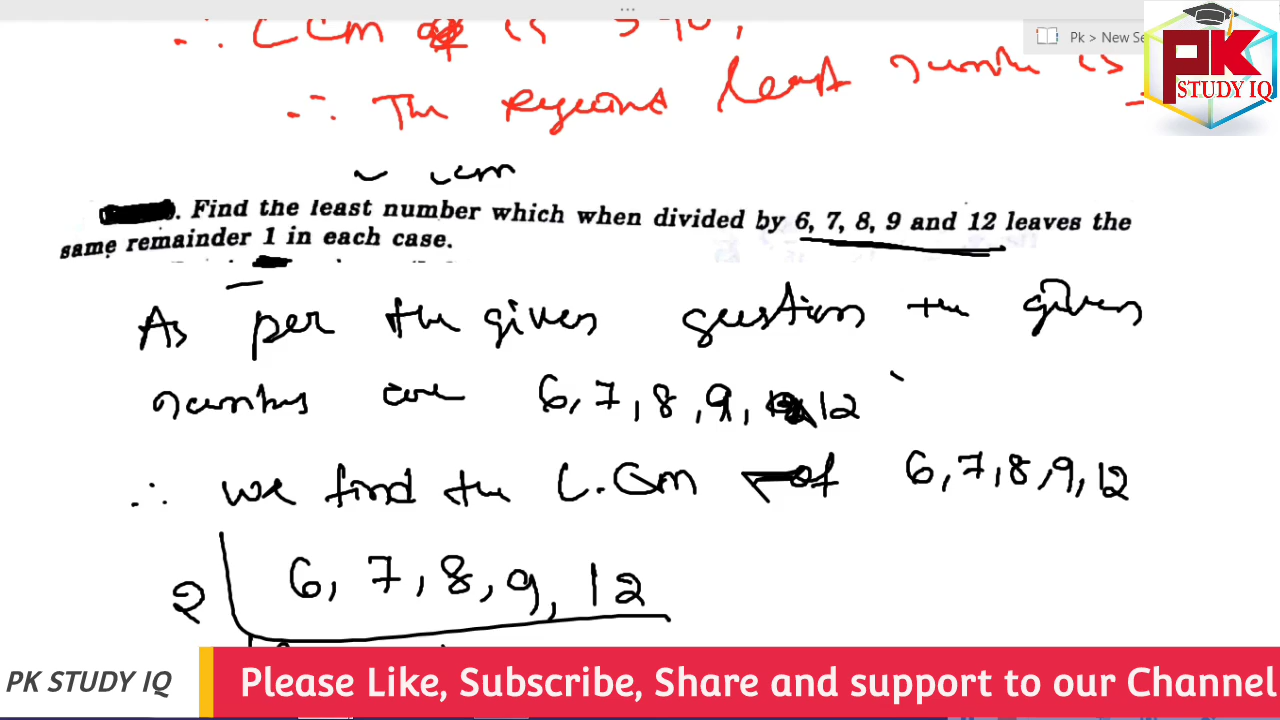 ∴ LCM is
Pk > New Se
PK
STUDY IQ
∴ The required least number is
LCM
. Find the least number which when divided by 6, 7, 8, 9 and 12 leaves the
same remainder 1 in each case.
As per the given question the given
numbers are 6, 7, 8, 9, 12
∴ we find the L.C.M of 6, 7, 8, 9, 12
2 6, 7, 8, 9, 12
PK STUDY IQ Please Like, Subscribe, Share and support to our Channel